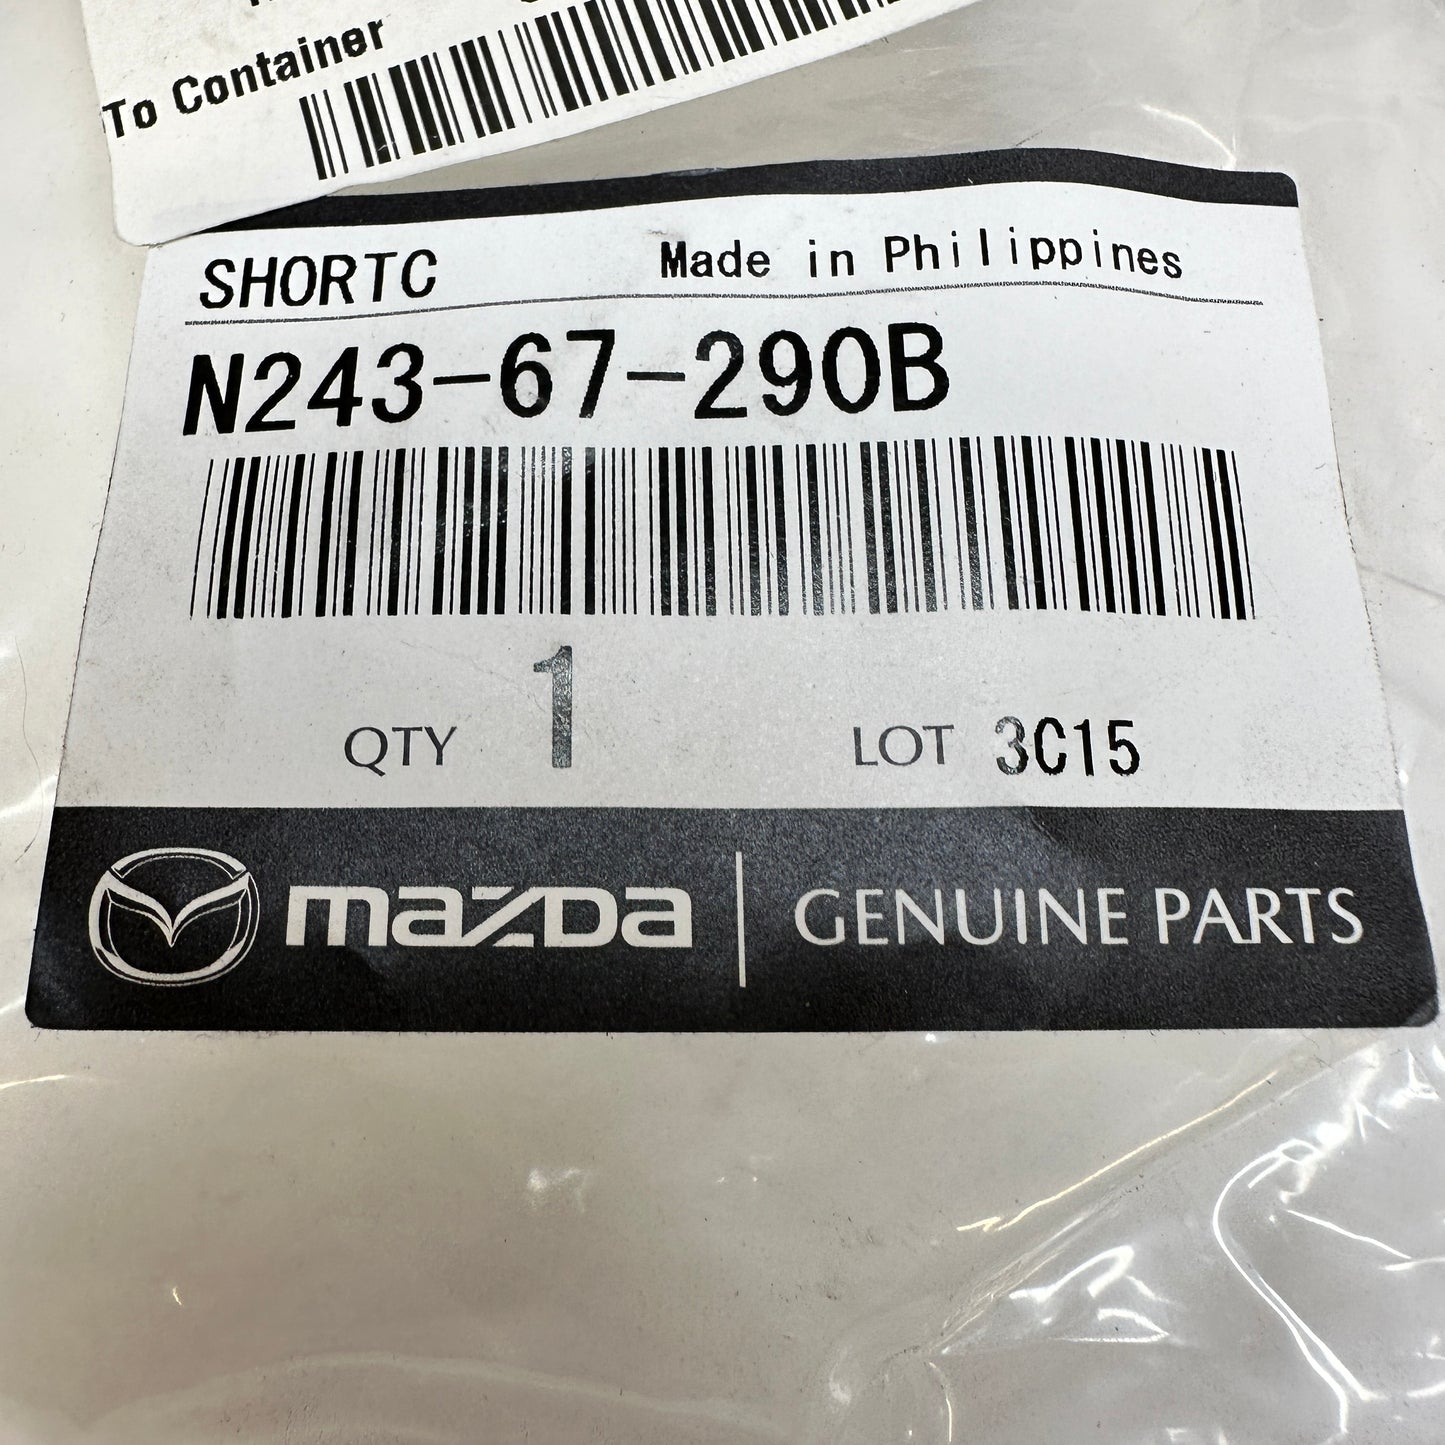 To Container
SHORTC Made in Philippines
N243-67-290B
QTY 1 LOT 3C15
mazda GENUINE PARTS